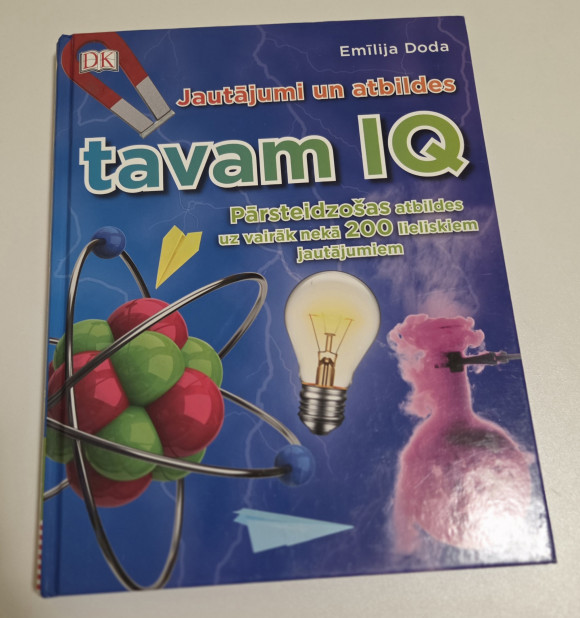 DK
Emīlija Doda
Jautājumi un atbildes
tavam IQ
Pārsteidzošas atbildes
uz vairāk nekā 200 lieliskiem
jautājumiem